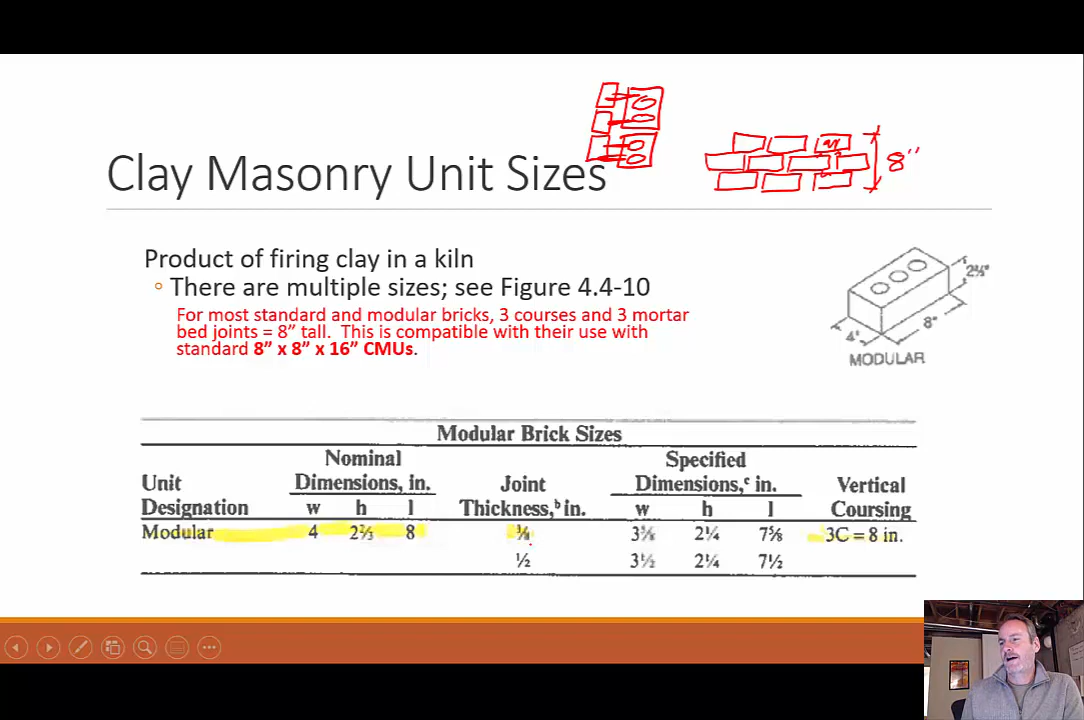 Clay Masonry Unit Sizes
8"
Product of firing clay in a kiln
There are multiple sizes; see Figure 4.4-10
For most standard and modular bricks, 3 courses and 3 mortar
bed joints = 8” tall. This is compatible with their use with
standard 8” x 8” x 16” CMUs.
2⅔"
8"
4"
MODULAR
Modular Brick Sizes
Nominal Specified
Unit Dimensions, in. Joint Dimensions,ᶜ in. Vertical
Designation w h l Thickness,ᵇ in. w h l Coursing
Modular 4 2⅔ 8 ⅜ 3⅝ 2¼ 7⅝ 3C = 8 in.
½ 3½ 2¼ 7½